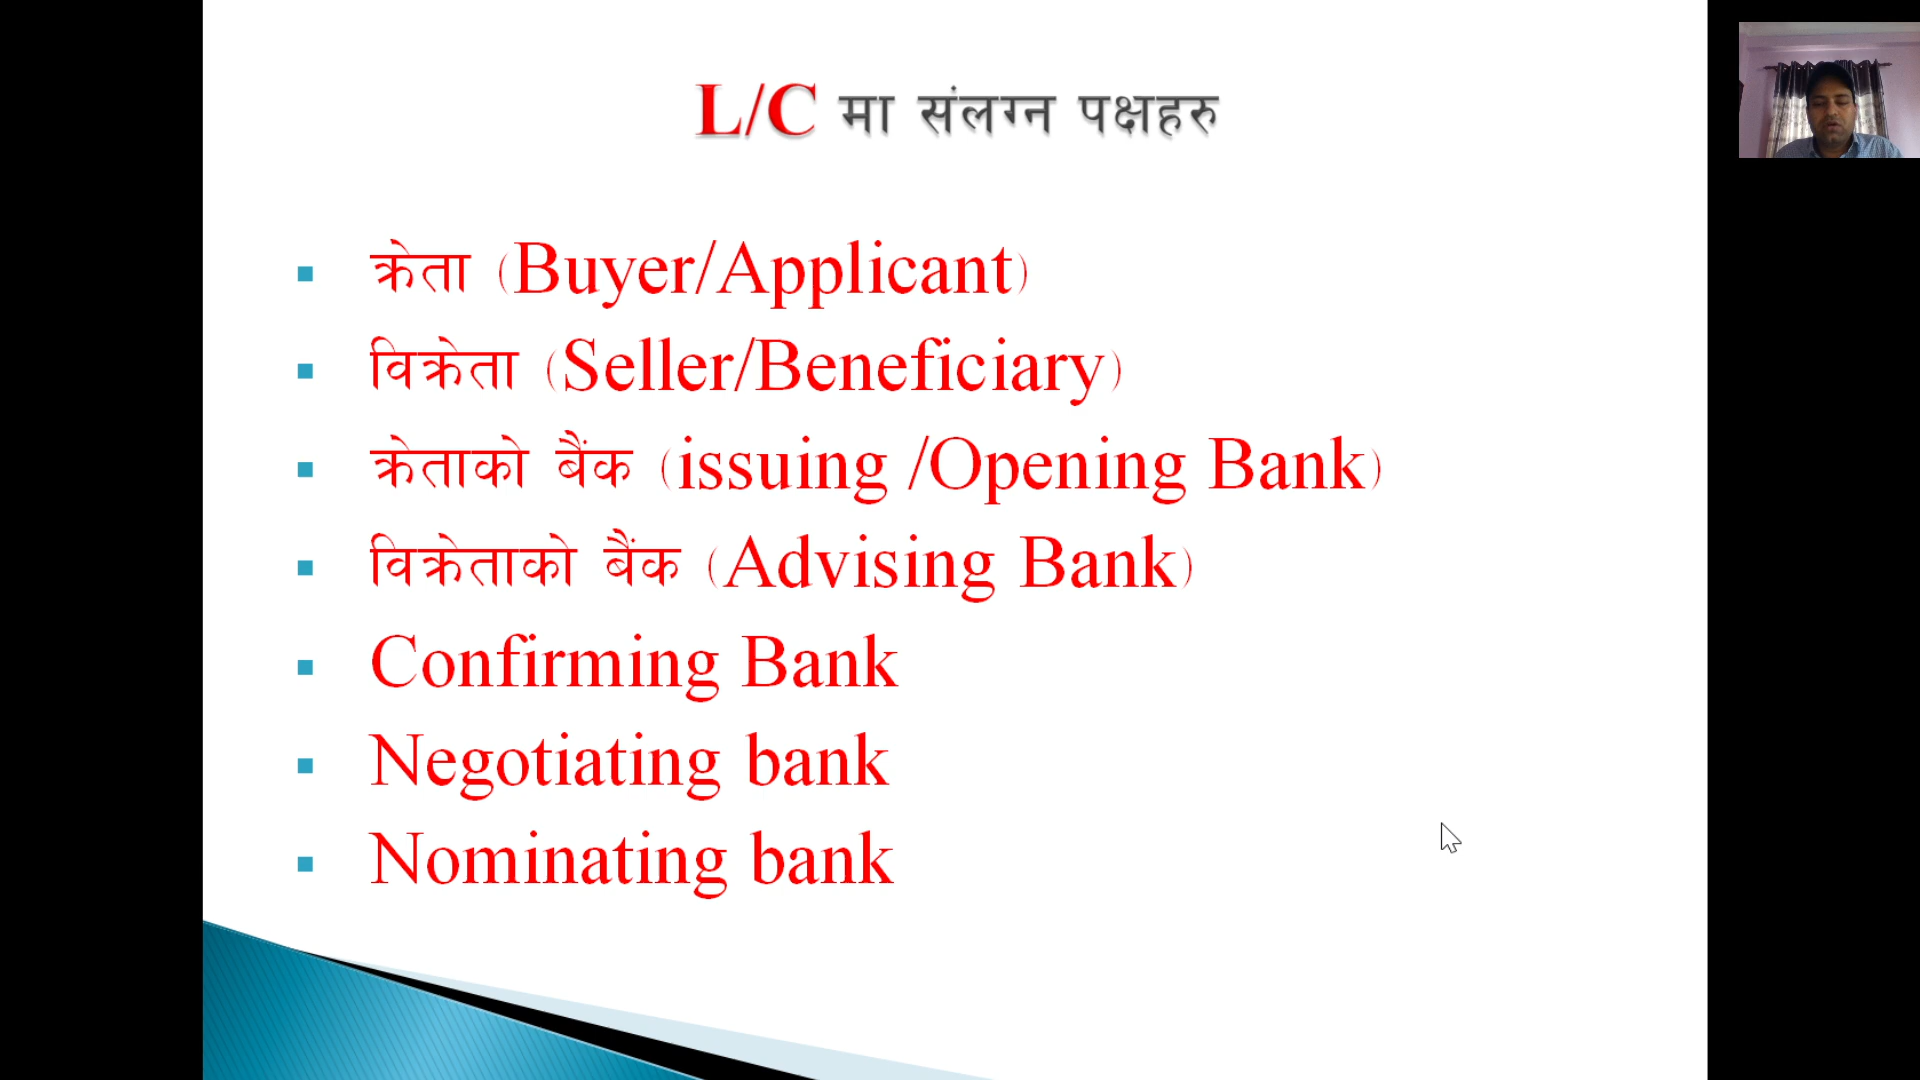 L/C मा संलग्न पक्षहरु
क्रेता (Buyer/Applicant)
विक्रेता (Seller/Beneficiary)
क्रेताको बैंक (issuing /Opening Bank)
विक्रेताको बैंक (Advising Bank)
Confirming Bank
Negotiating bank
Nominating bank